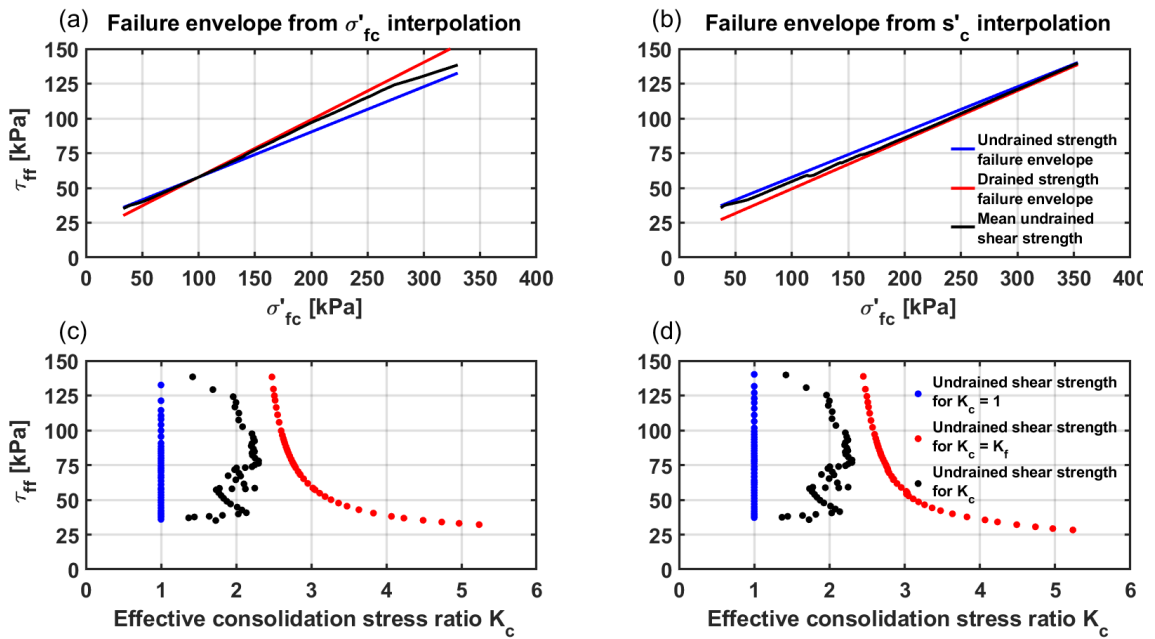 (a) Failure envelope from σ'fc interpolation
150
125
100
75
50
25
0
τff [kPa]
0 50 100 150 200 250 300 350 400
σ'fc [kPa]
(b) Failure envelope from s'c interpolation
150
125
100
75
50
25
0
τff [kPa]
Undrained strength
failure envelope
Drained strength
failure envelope
Mean undrained
shear strength
0 50 100 150 200 250 300 350 400
σ'fc [kPa]
(c)
150
125
100
75
50
25
0
τff [kPa]
0 1 2 3 4 5 6
Effective consolidation stress ratio Kc
(d)
150
125
100
75
50
25
0
τff [kPa]
Undrained shear strength
for Kc = 1
Undrained shear strength
for Kc = Kf
Undrained shear strength
for Kc
0 1 2 3 4 5 6
Effective consolidation stress ratio Kc